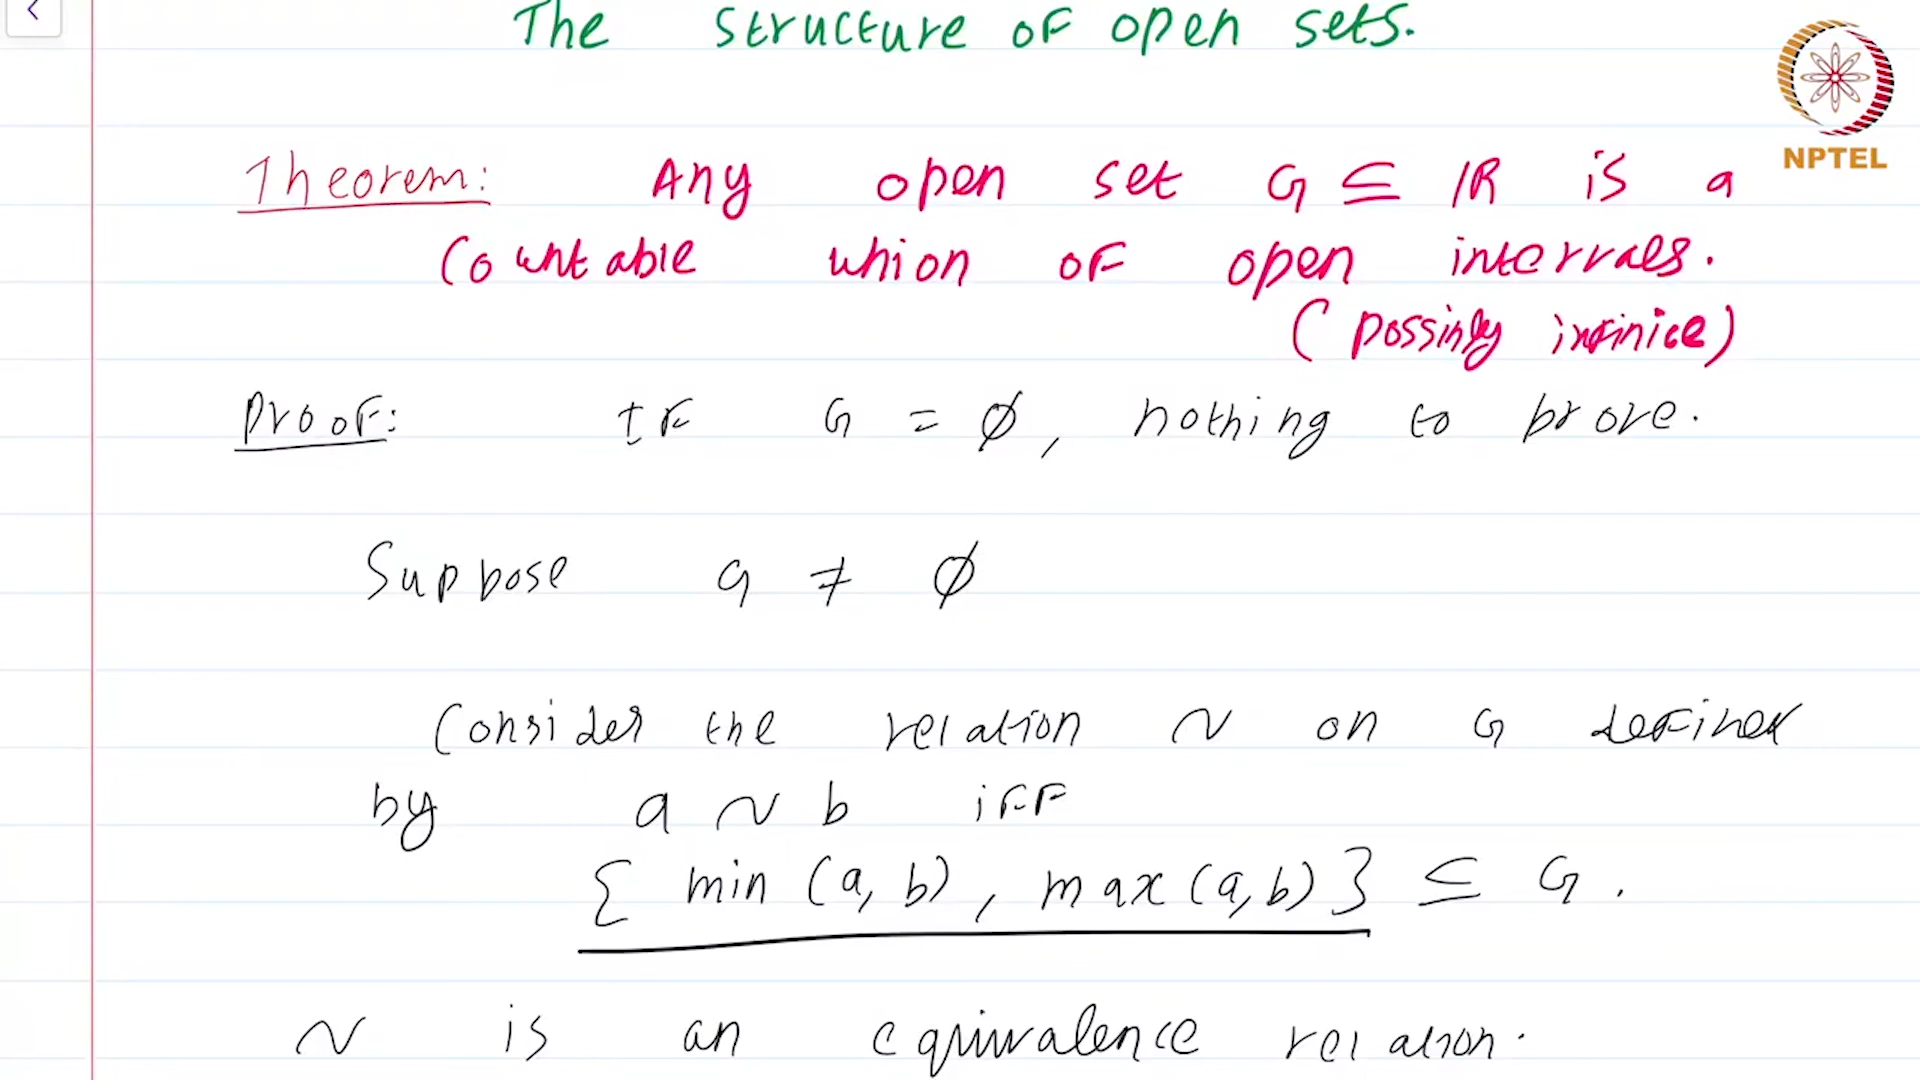 The structure of open sets.
NPTEL
Theorem: Any open set G ⊆ ℝ is a
countable union of open intervals.
(possibly infinite)
Proof: If G = ∅, nothing to prove.
Suppose G ≠ ∅
Consider the relation ~ on G defined
by a ~ b iff
{ min (a, b), max (a, b) } ⊆ G.
~ is an equivalence relation.